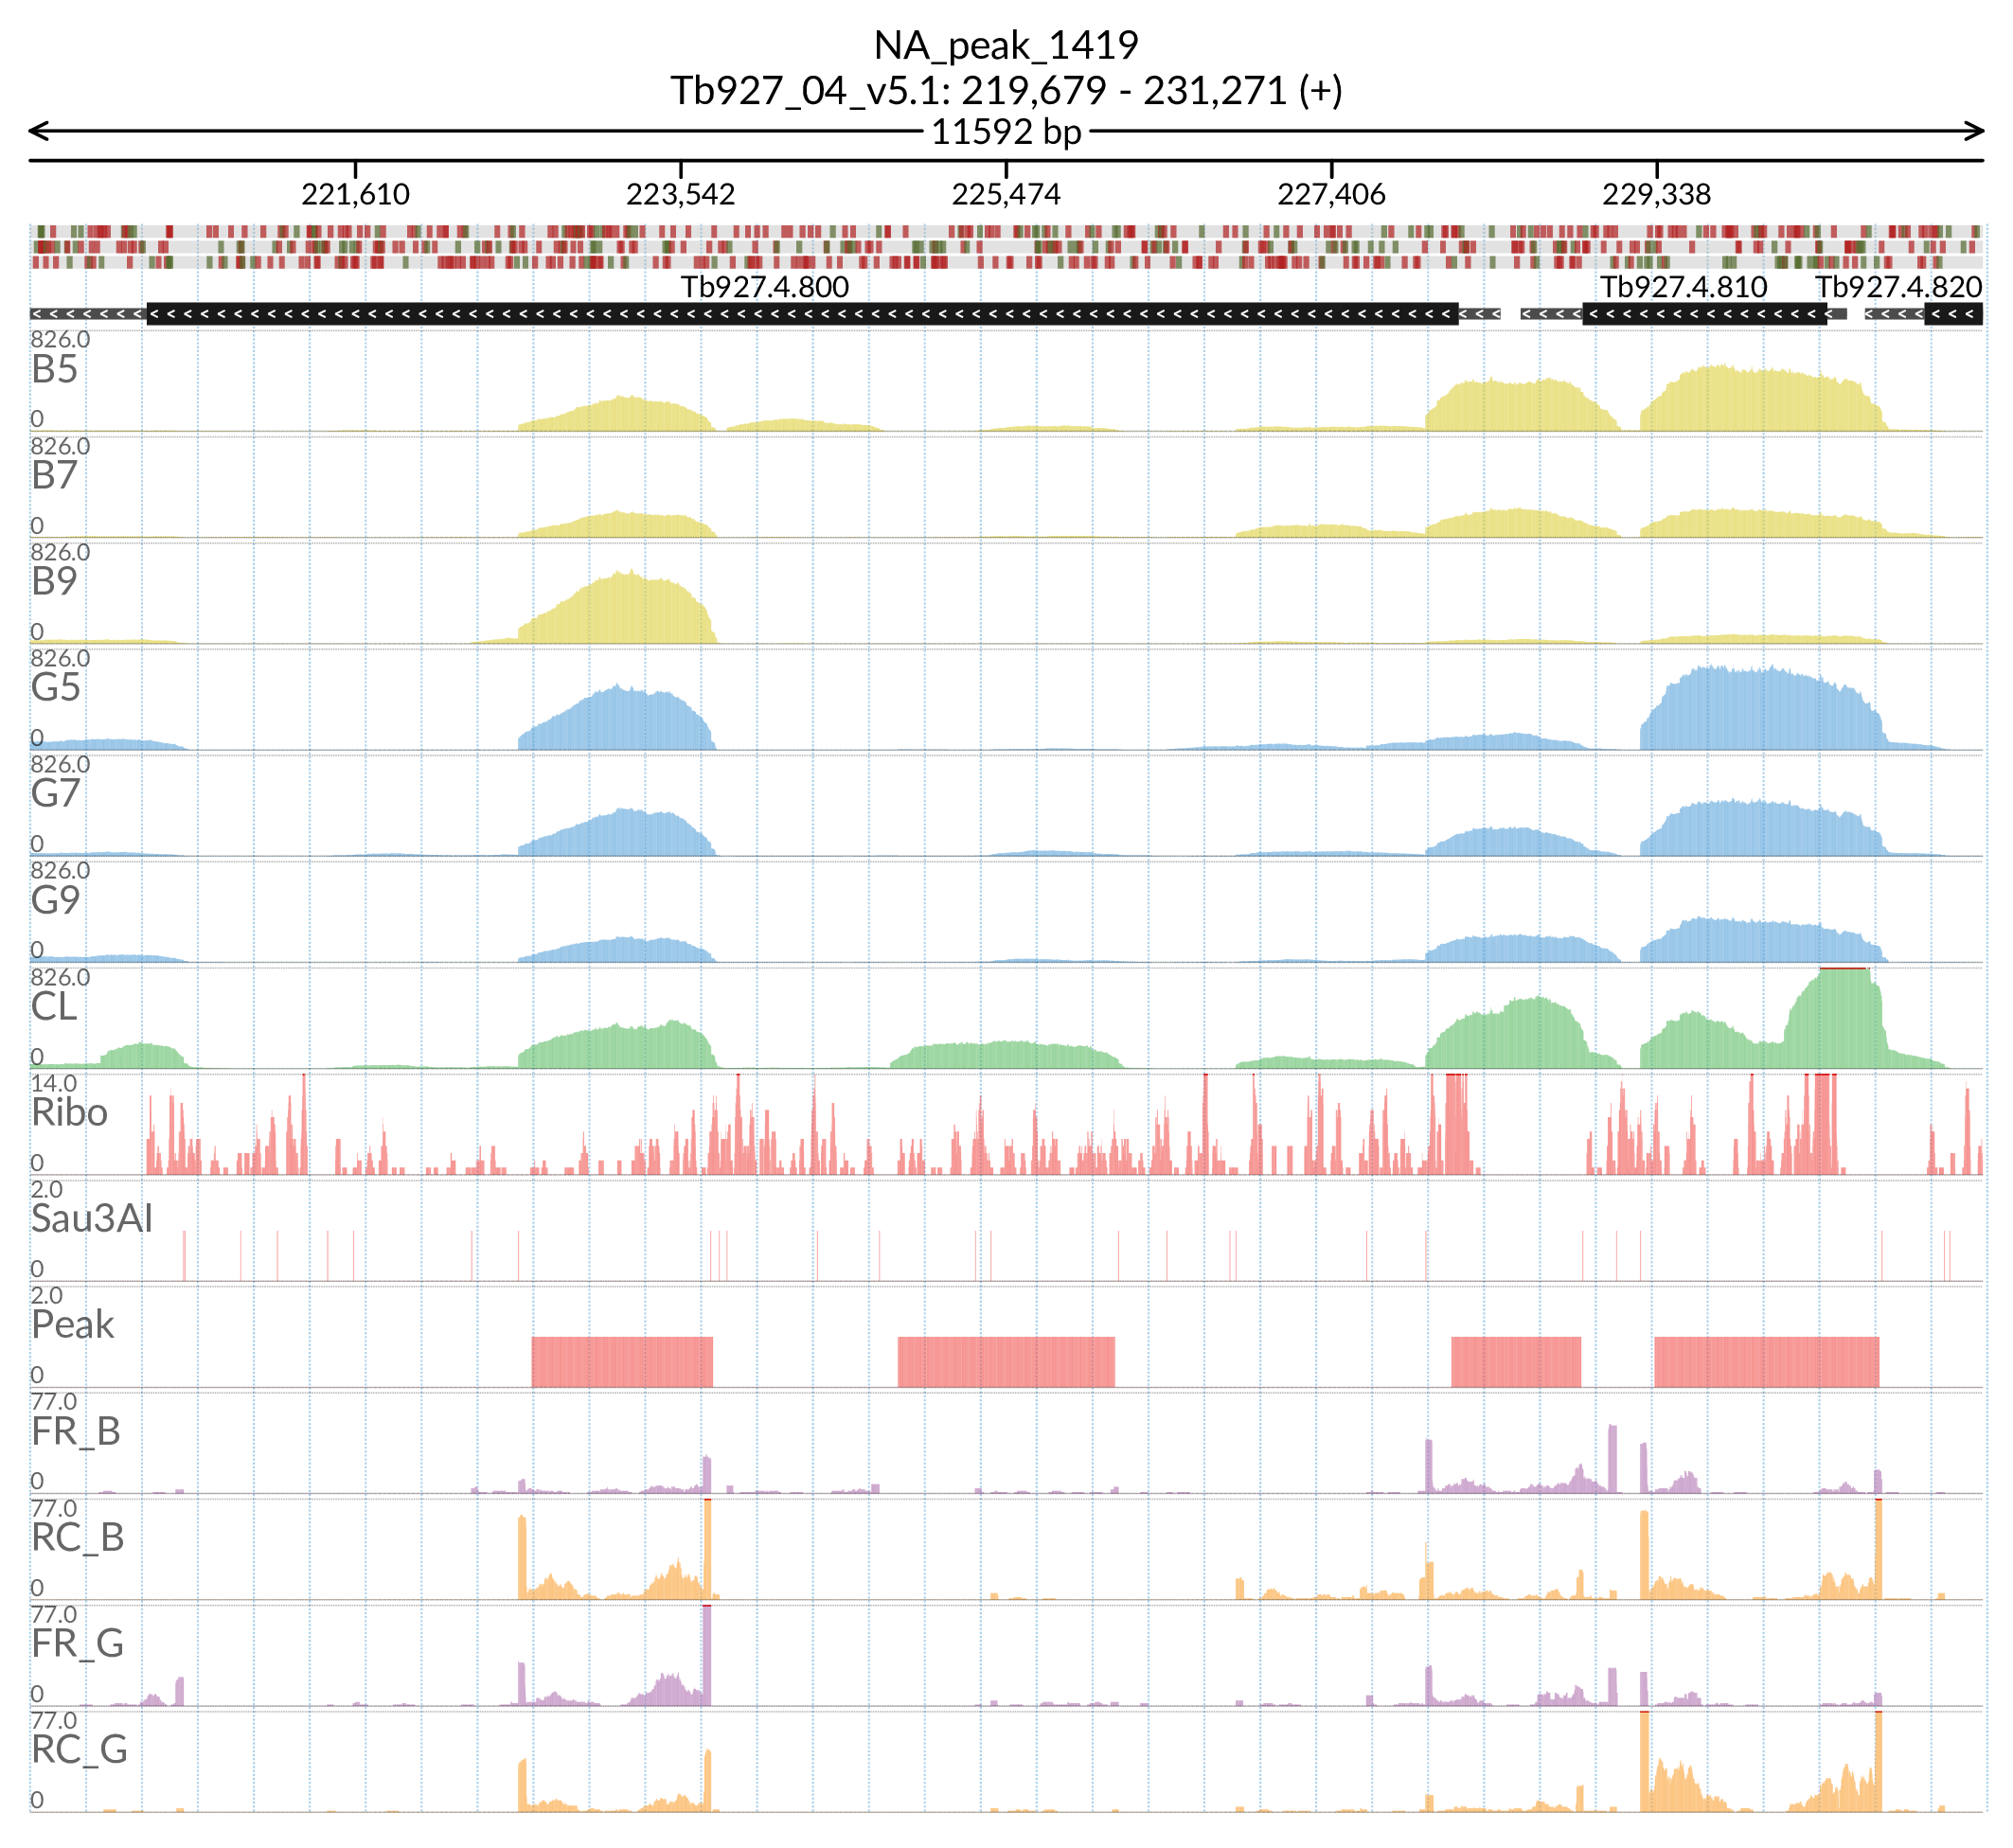 NA_peak_1419
Tb927_04_v5.1: 219,679 - 231,271 (+)
11592 bp
221,610 223,542 225,474 227,406 229,338
Tb927.4.800 Tb927.4.810 Tb927.4.820
826.0
B5
0
826.0
B7
0
826.0
B9
0
826.0
G5
0
826.0
G7
0
826.0
G9
0
826.0
CL
0
14.0
Ribo
0
2.0
Sau3AI
0
2.0
Peak
0
77.0
FR_B
0
77.0
RC_B
0
77.0
FR_G
0
77.0
RC_G
0